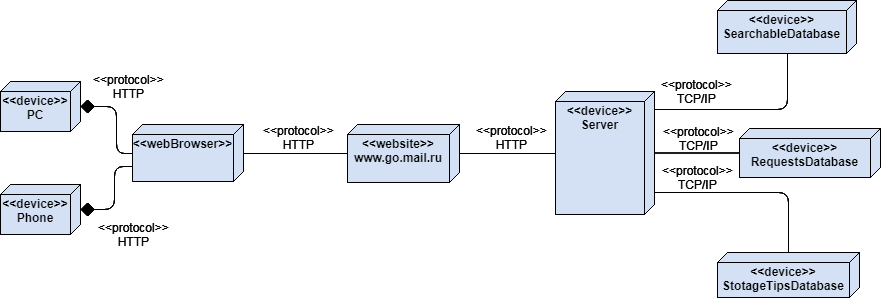 <<device>>
SearchableDatabase
<<protocol>>
HTTP
<<protocol>>
TCP/IP
<<device>>
PC
<<device>>
Server
<<webBrowser>>
<<protocol>>
HTTP
<<website>>
www.go.mail.ru
<<protocol>>
HTTP
<<protocol>>
TCP/IP
<<device>>
RequestsDatabase
<<protocol>>
TCP/IP
<<device>>
Phone
<<protocol>>
HTTP
<<device>>
StotageTipsDatabase